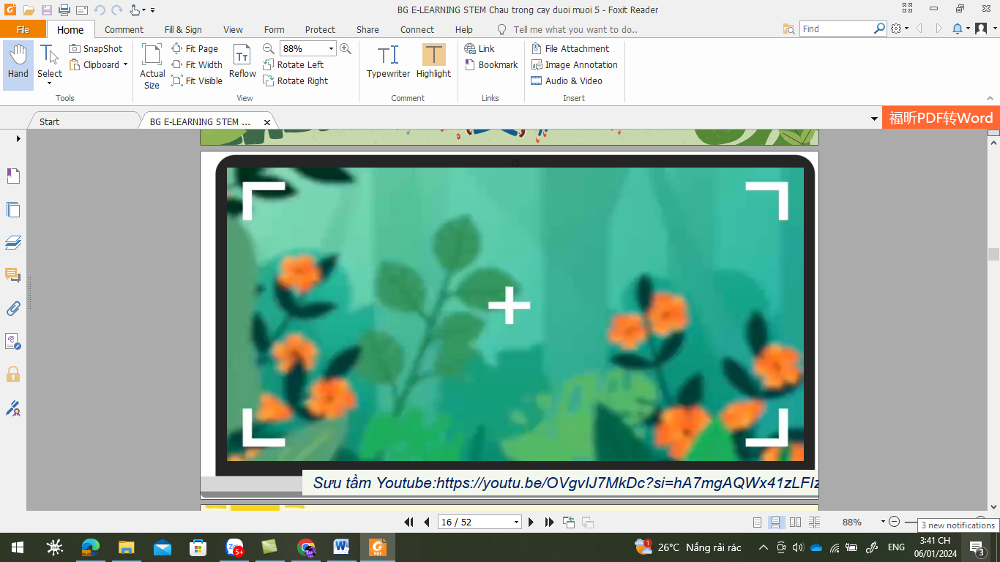 BG E-LEARNING STEM Chau trong cay duoi muoi 5 - Foxit Reader
File Home Comment Fill & Sign View Form Protect Share Connect Help Tell me what you want to do.. Find
Hand
Select
SnapShot
Clipboard
Tools
Actual Size
Fit Page
Fit Width
Fit Visible
Reflow
88%
Rotate Left
Rotate Right
View
Typewriter
Highlight
Comment
Link
Bookmark
Links
File Attachment
Image Annotation
Audio & Video
Insert
Start
BG E-LEARNING STEM ...
福昕PDF转Word
Sưu tầm Youtube:https://youtu.be/OVgvIJ7MkDc?si=hA7mgAQWx41zLFIz
16 / 52
88%
3 new notifications
5+
1
26°C Nắng rải rác
ENG
3:41 CH
06/01/2024
3